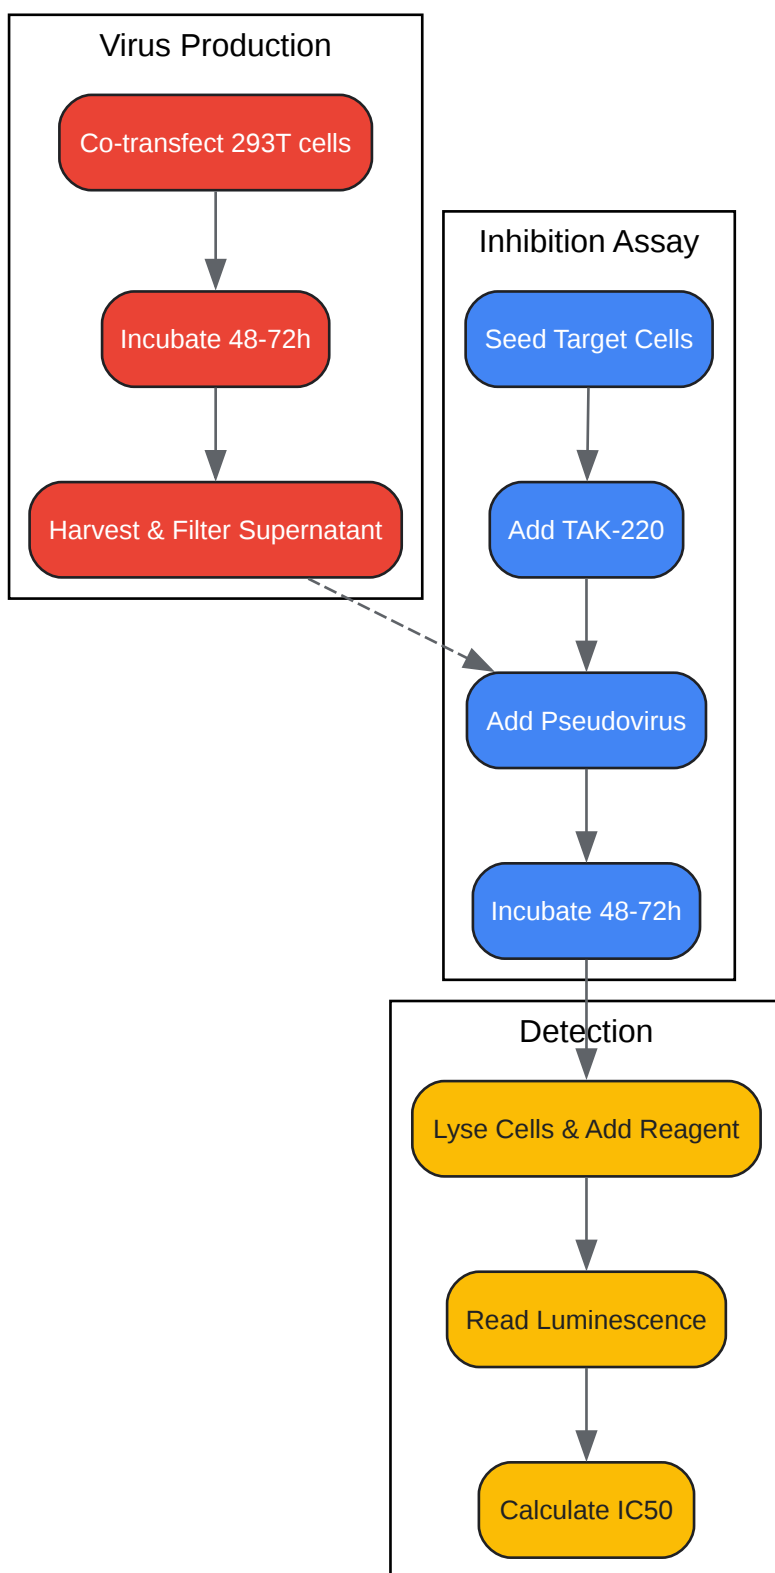 Virus Production
Co-transfect 293T cells
Incubate 48-72h
Harvest & Filter Supernatant
Inhibition Assay
Seed Target Cells
Add TAK-220
Add Pseudovirus
Incubate 48-72h
Detection
Lyse Cells & Add Reagent
Read Luminescence
Calculate IC50